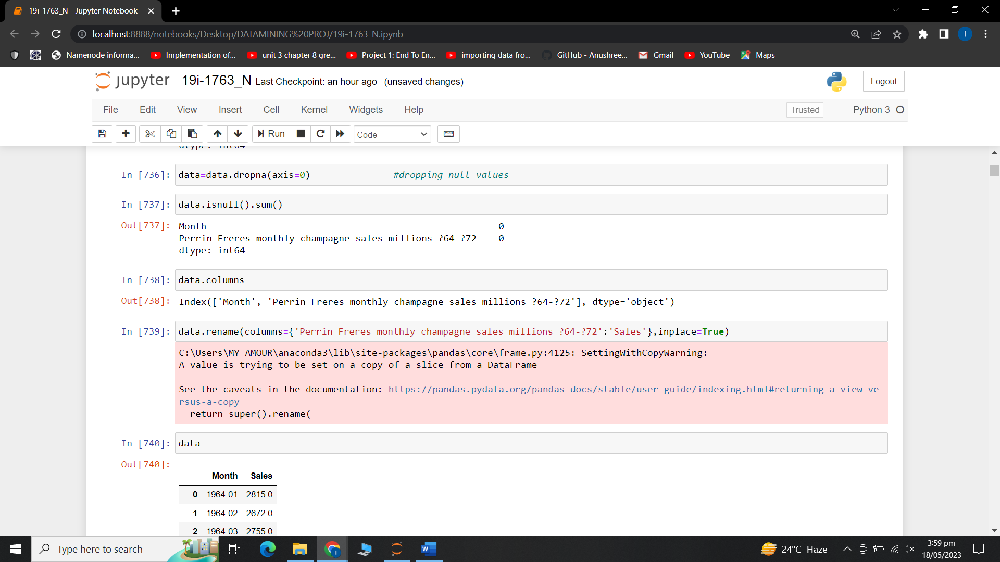 19i-1763_N - Jupyter Notebook
localhost:8888/notebooks/Desktop/DATAMINING%20PROJ/19i-1763_N.ipynb
I
Namenode informa... Implementation of... unit 3 chapter 8 gre... Project 1: End To En... importing data fro... GitHub - Anushree... Gmail YouTube Maps
jupyter 19i-1763_N Last Checkpoint: an hour ago (unsaved changes) Logout
File Edit View Insert Cell Kernel Widgets Help Trusted Python 3
Run Code
dtype: int64
In [736]: data=data.dropna(axis=0) #dropping null values
In [737]: data.isnull().sum()
Out[737]: Month 0
Perrin Freres monthly champagne sales millions ?64-?72 0
dtype: int64
In [738]: data.columns
Out[738]: Index(['Month', 'Perrin Freres monthly champagne sales millions ?64-?72'], dtype='object')
In [739]: data.rename(columns={'Perrin Freres monthly champagne sales millions ?64-?72':'Sales'},inplace=True)
C:\Users\MY AMOUR\anaconda3\lib\site-packages\pandas\core\frame.py:4125: SettingWithCopyWarning:
A value is trying to be set on a copy of a slice from a DataFrame
See the caveats in the documentation: https://pandas.pydata.org/pandas-docs/stable/user_guide/indexing.html#returning-a-view-ve
rsus-a-copy
return super().rename(
In [740]: data
Out[740]:
Month Sales
0 1964-01 2815.0
1 1964-02 2672.0
2 1964-03 2755.0
Type here to search
24°C Haze
3:59 pm
18/05/2023